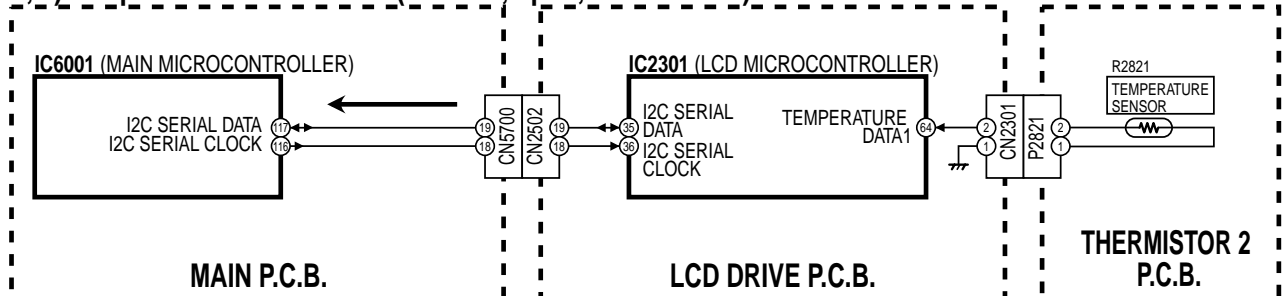 IC6001 (MAIN MICROCONTROLLER)
I2C SERIAL DATA
117
I2C SERIAL CLOCK
116
19
18
CN5700
CN2502
19
18
IC2301 (LCD MICROCONTROLLER)
35
I2C SERIAL
DATA
36
I2C SERIAL
CLOCK
TEMPERATURE
DATA1
64
2
1
CN2301
P2821
2
1
R2821
TEMPERATURE
SENSOR
MAIN P.C.B.
LCD DRIVE P.C.B.
THERMISTOR 2
P.C.B.